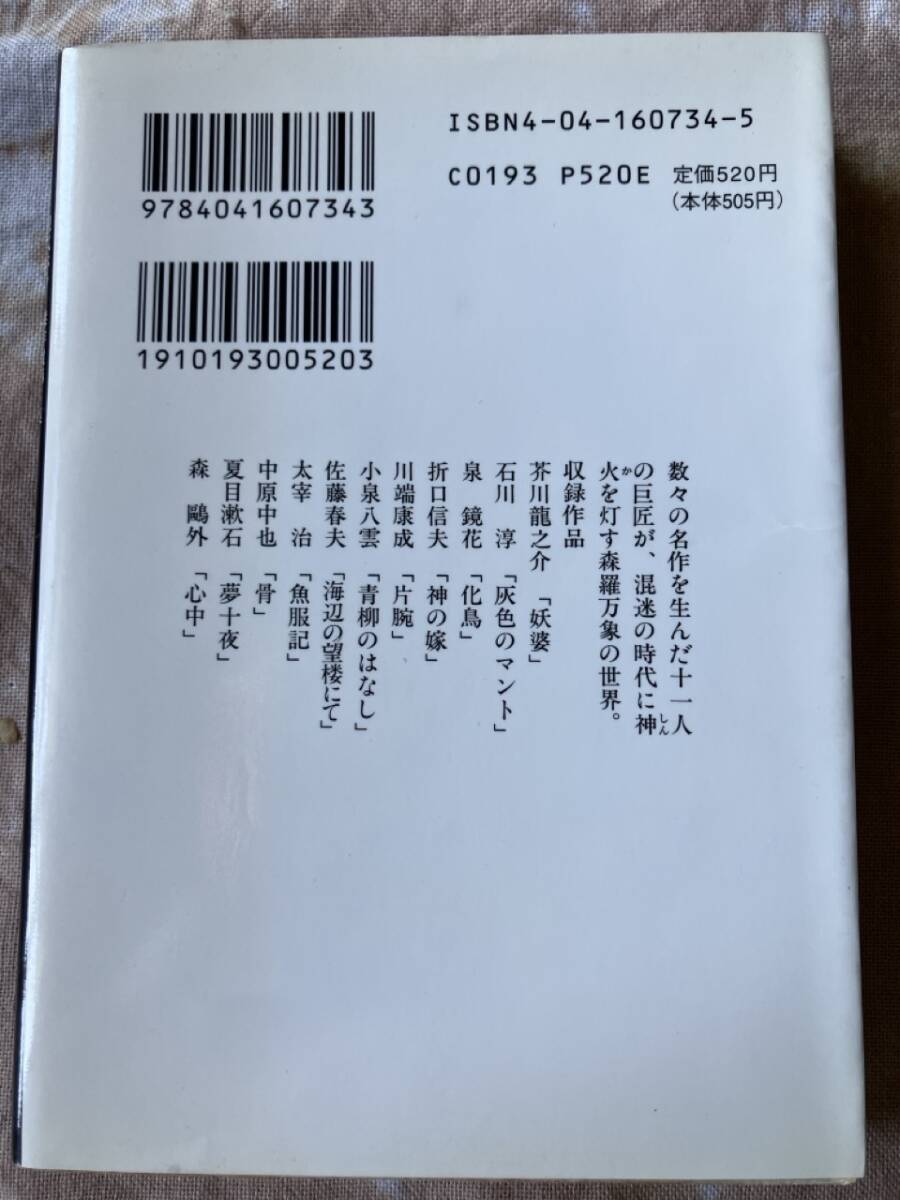 ISBN4-04-160734-5
C0193 P520E 定価520円
(本体505円)
9784041607343
1910193005203
数々の名作を生んだ十一人
の巨匠が、混迷の時代に神しん
火かを灯す森羅万象の世界。
収録作品
芥川龍之介「妖婆」
石川 淳「灰色のマント」
泉 鏡花「化鳥」
折口信夫「神の嫁」
川端康成「片腕」
小泉八雲「青柳のはなし」
佐藤春夫「海辺の望楼にて」
太宰 治「魚服記」
中原中也「骨」
夏目漱石「夢十夜」
森 鷗外「心中」